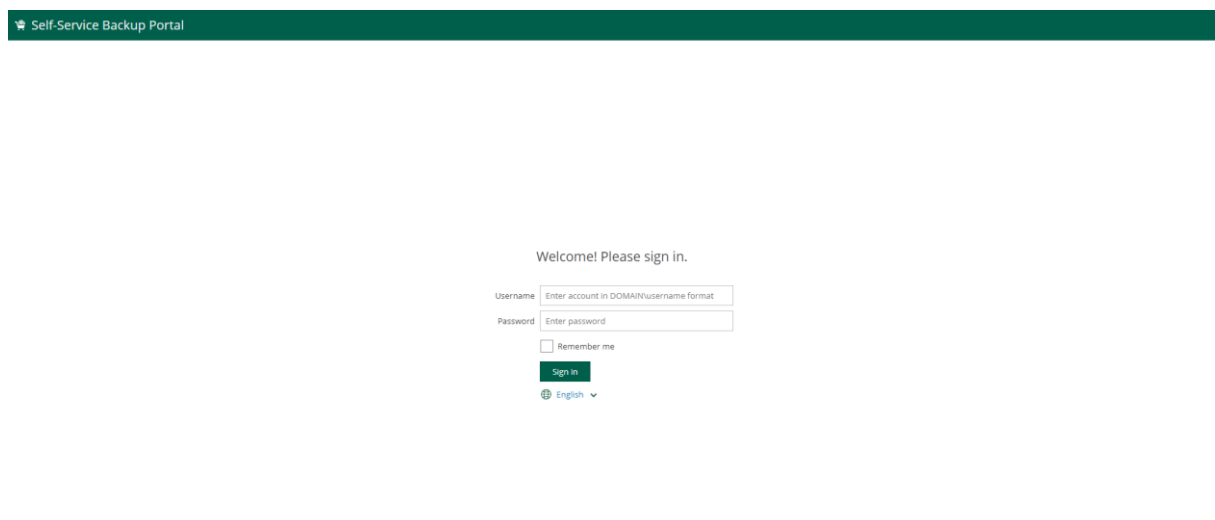 Self-Service Backup Portal
Welcome! Please sign in.
Username Enter account in DOMAIN\username format
Password Enter password
Remember me
Sign in
English